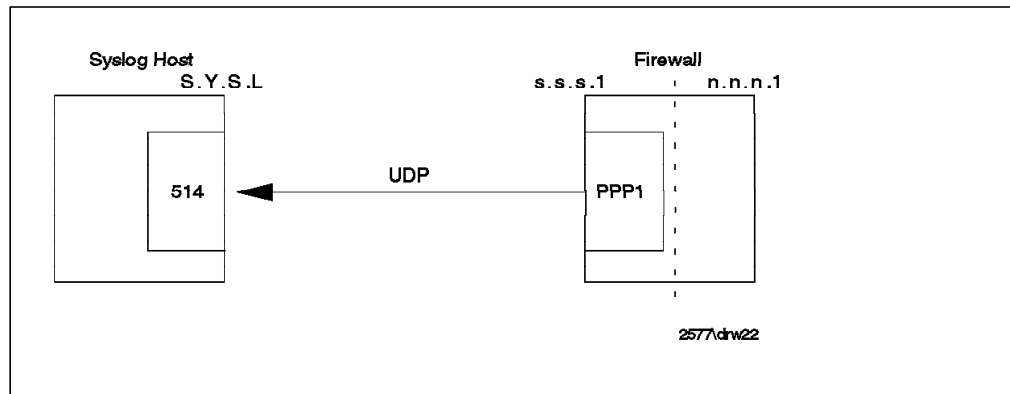 Syslog Host
Firewall
S.Y.S.L
s.s.s.1
n.n.n.1
514
UDP
PPP1
2577\drw22